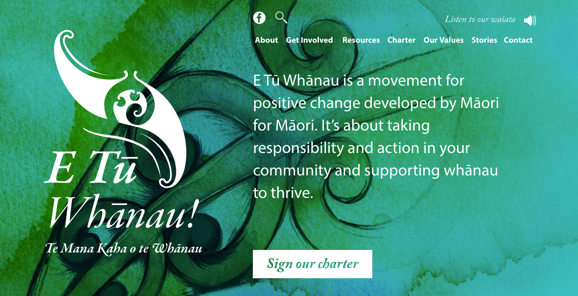 Listen to our waiata
About Get Involved Resources Charter Our Values Stories Contact
E Tū
Whānau!
Te Mana Kaha o te Whānau
E Tū Whānau is a movement for
positive change developed by Māori
for Māori. It's about taking
responsibility and action in your
community and supporting whānau
to thrive.
Sign our charter